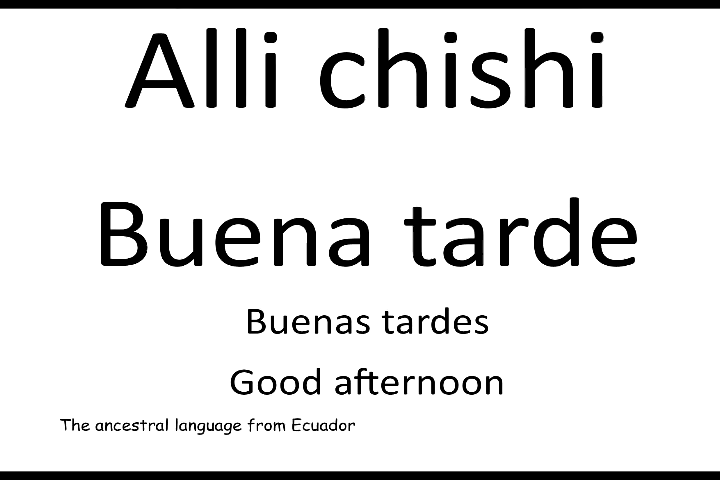 Alli chishi
Buena tarde
Buenas tardes
Good afternoon
The ancestral language from Ecuador